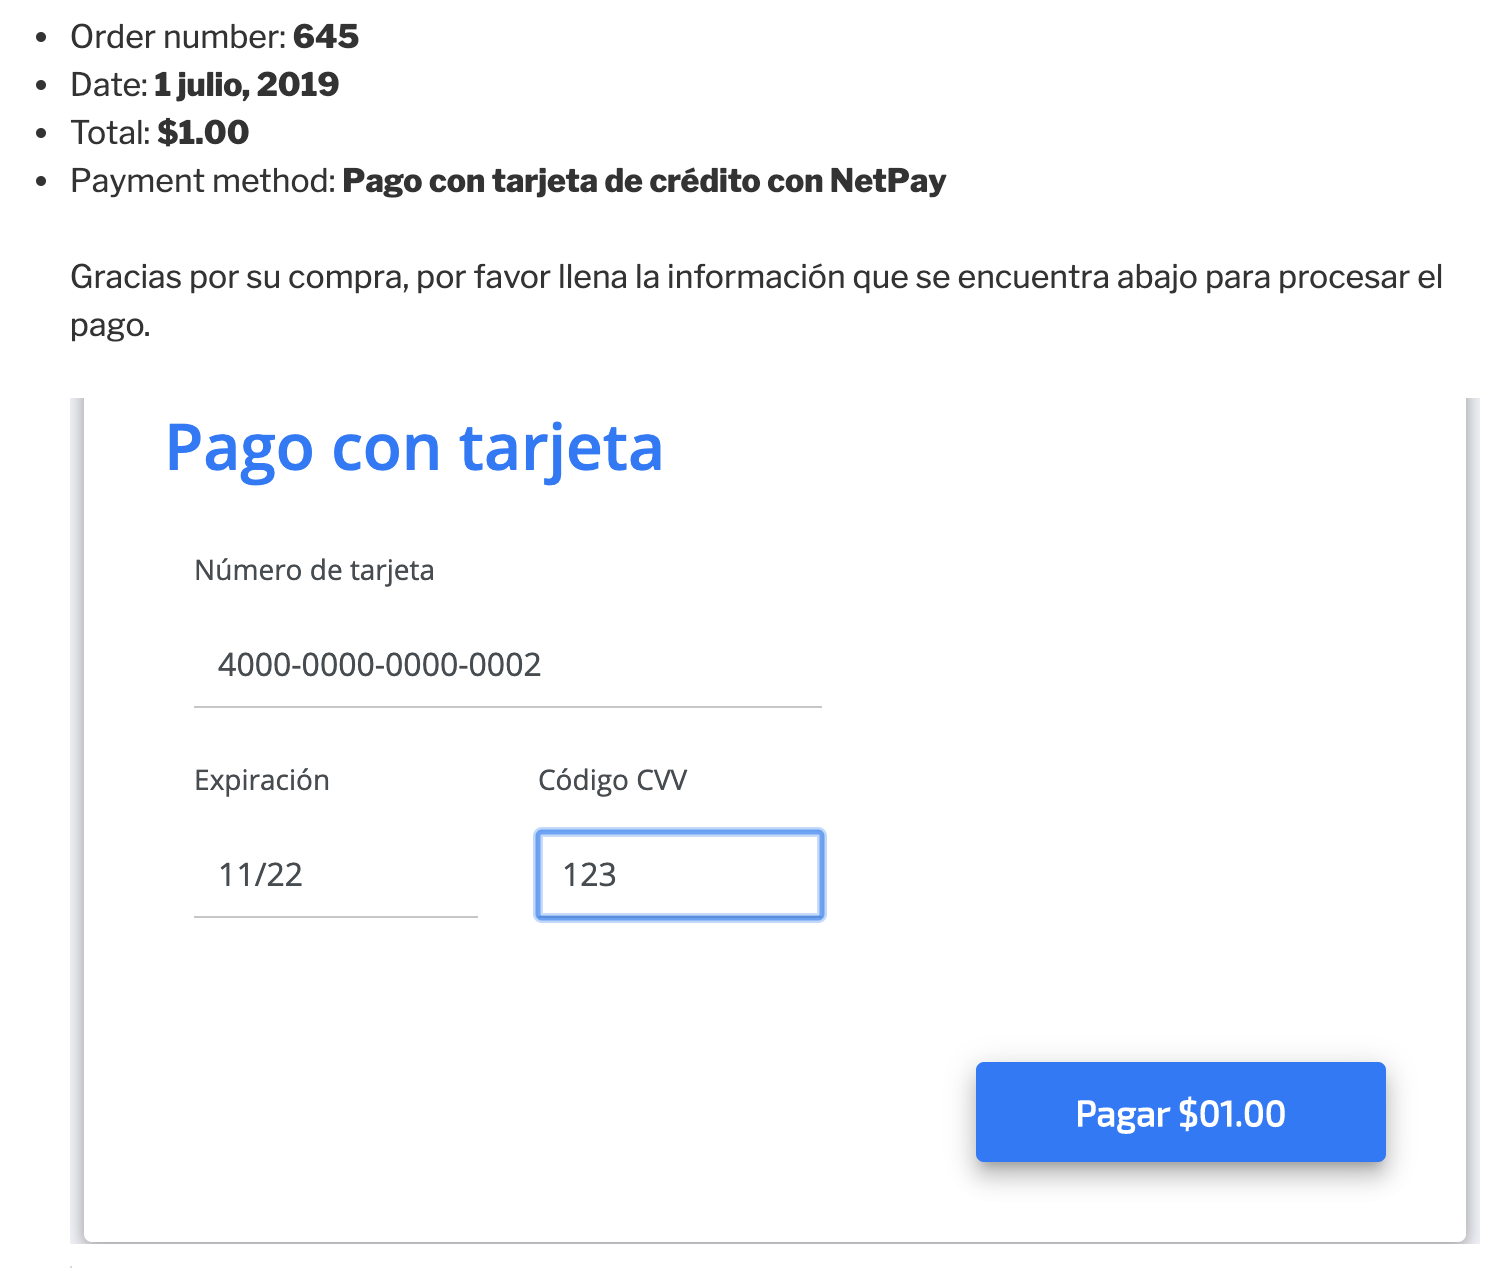 Order number: 645
Date: 1 julio, 2019
Total: $1.00
Payment method: Pago con tarjeta de crédito con NetPay
Gracias por su compra, por favor llena la información que se encuentra abajo para procesar el
pago.
Pago con tarjeta
Número de tarjeta
4000-0000-0000-0002
Expiración Código CVV
11/22 123
Pagar $01.00